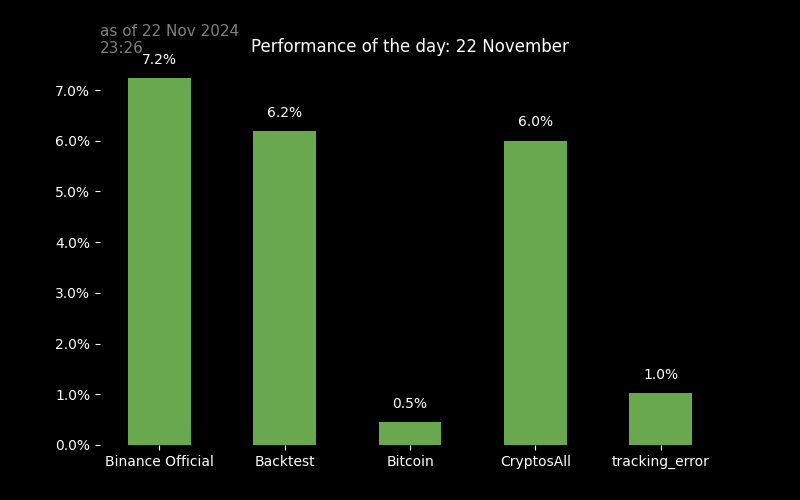 as of 22 Nov 2024
23:26
Performance of the day: 22 November
7.2%
6.2%
0.5%
6.0%
1.0%
7.0%
6.0%
5.0%
4.0%
3.0%
2.0%
1.0%
0.0%
Binance Official
Backtest
Bitcoin
CryptosAll
tracking_error